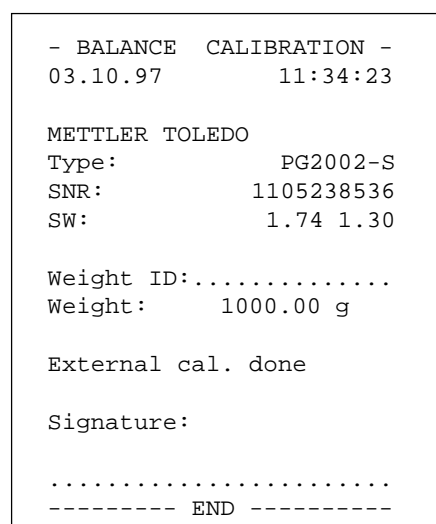 - BALANCE CALIBRATION -
03.10.97 11:34:23
METTLER TOLEDO
Type: PG2002-S
SNR: 1105238536
SW: 1.74 1.30
Weight ID:..............
Weight: 1000.00 g
External cal. done
Signature:
........................
--------- END ----------